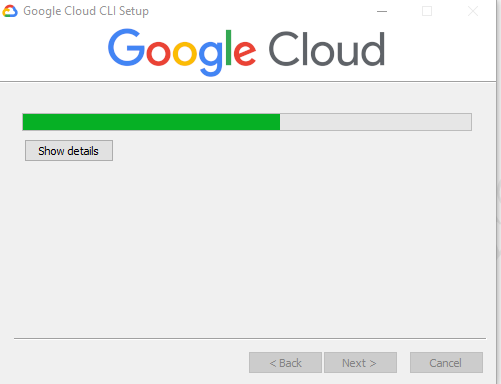 Google Cloud CLI Setup
Google Cloud
Show details
< Back
Next >
Cancel